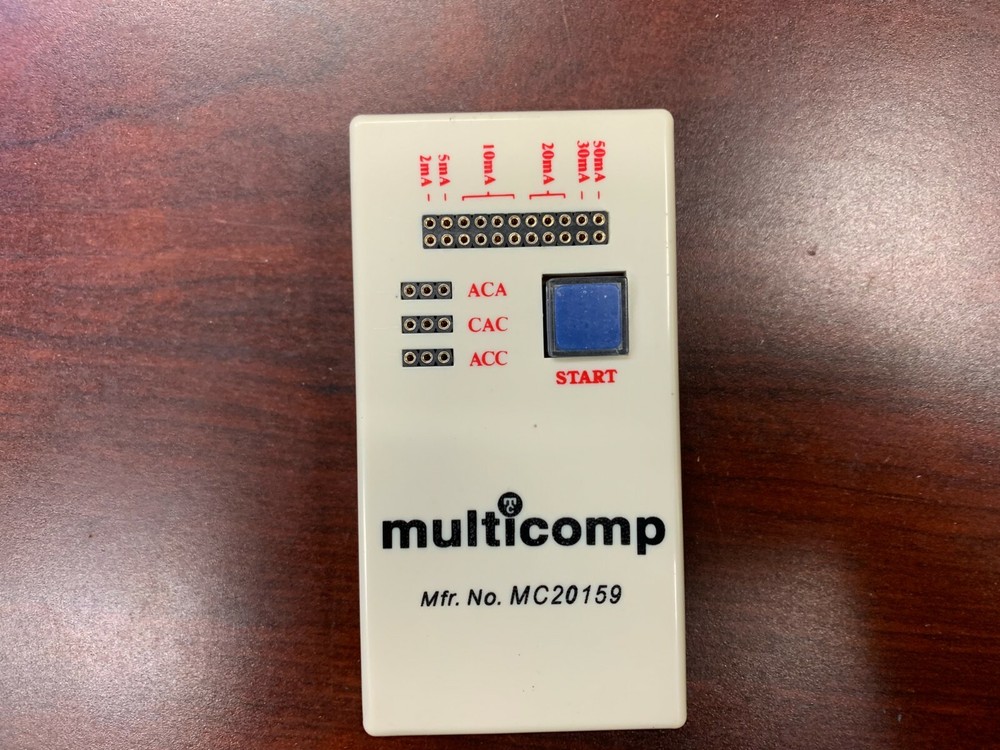 2mA
5mA
10mA
20mA
30mA
50mA
ACA
CAC
ACC
START
multicomp
Mfr. No. MC20159